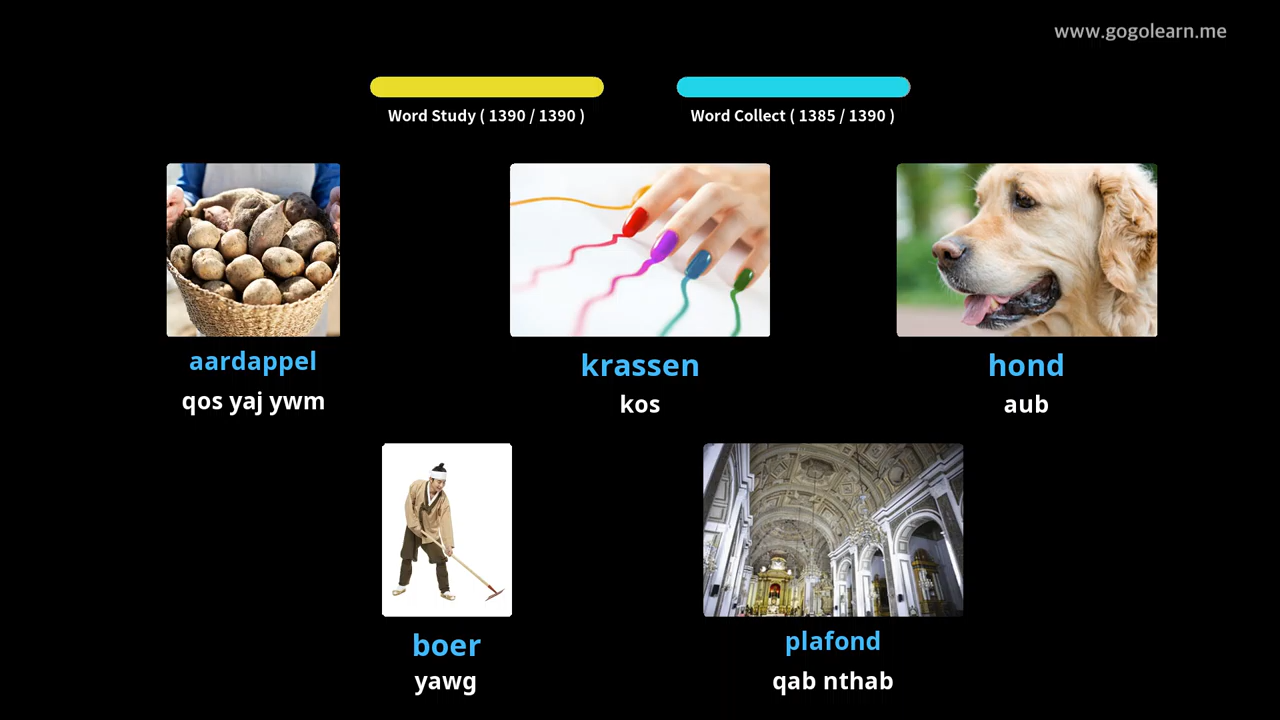 www.gogolearn.me
Word Study ( 1390 / 1390 )
Word Collect ( 1385 / 1390 )
aardappel
qos yaj ywm
krassen
kos
hond
aub
boer
yawg
plafond
qab nthab